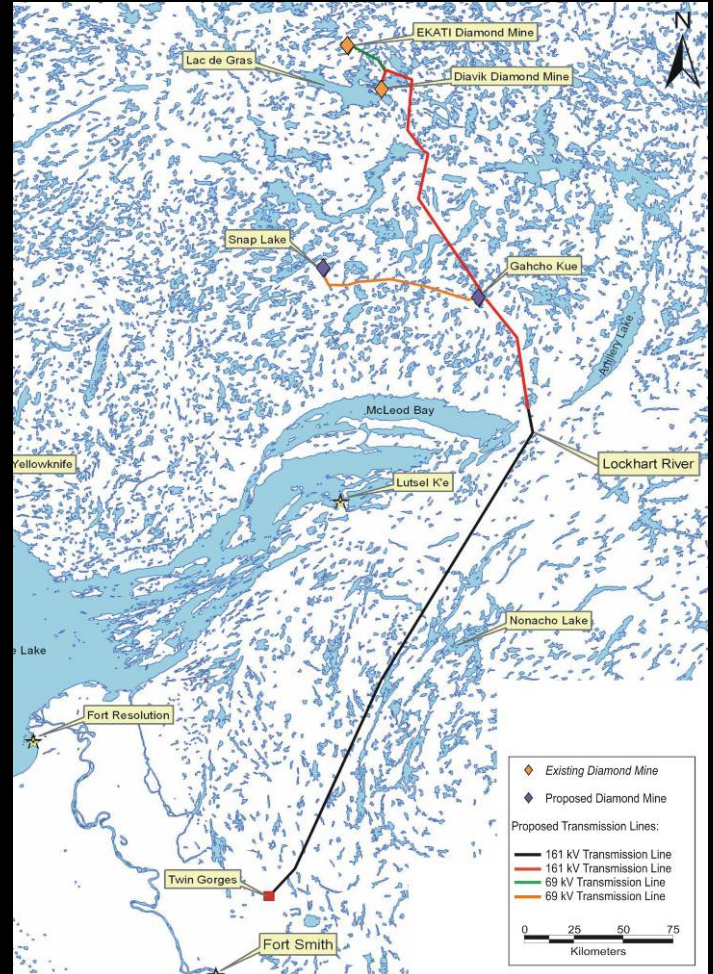 N
EKATI Diamond Mine
Lac de Gras
Diavik Diamond Mine
Snap Lake
Gahcho Kue
Artillery Lake
McLeod Bay
Lockhart River
Yellowknife
Lutsel K'e
Nonacho Lake
e Lake
Fort Resolution
Existing Diamond Mine
Proposed Diamond Mine
Proposed Transmission Lines:
161 kV Transmission Line
161 kV Transmission Line
69 kV Transmission Line
69 kV Transmission Line
Twin Gorges
0 25 50 75
Kilometers
Fort Smith